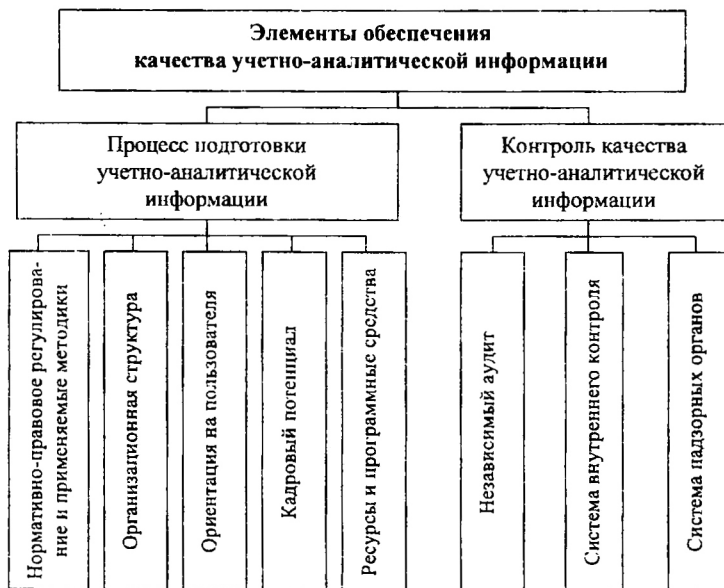 Элементы обеспечения
качества учетно-аналитической информации
Процесс подготовки
учетно-аналитической
информации
Контроль качества
учетно-аналитической
информации
Нормативно-правовое регулирова-
ние и применяемые методики
Организационная структура
Ориентация на пользователя
Кадровый потенциал
Ресурсы и программные средства
Независимый аудит
Система внутреннего контроля
Система надзорных органов